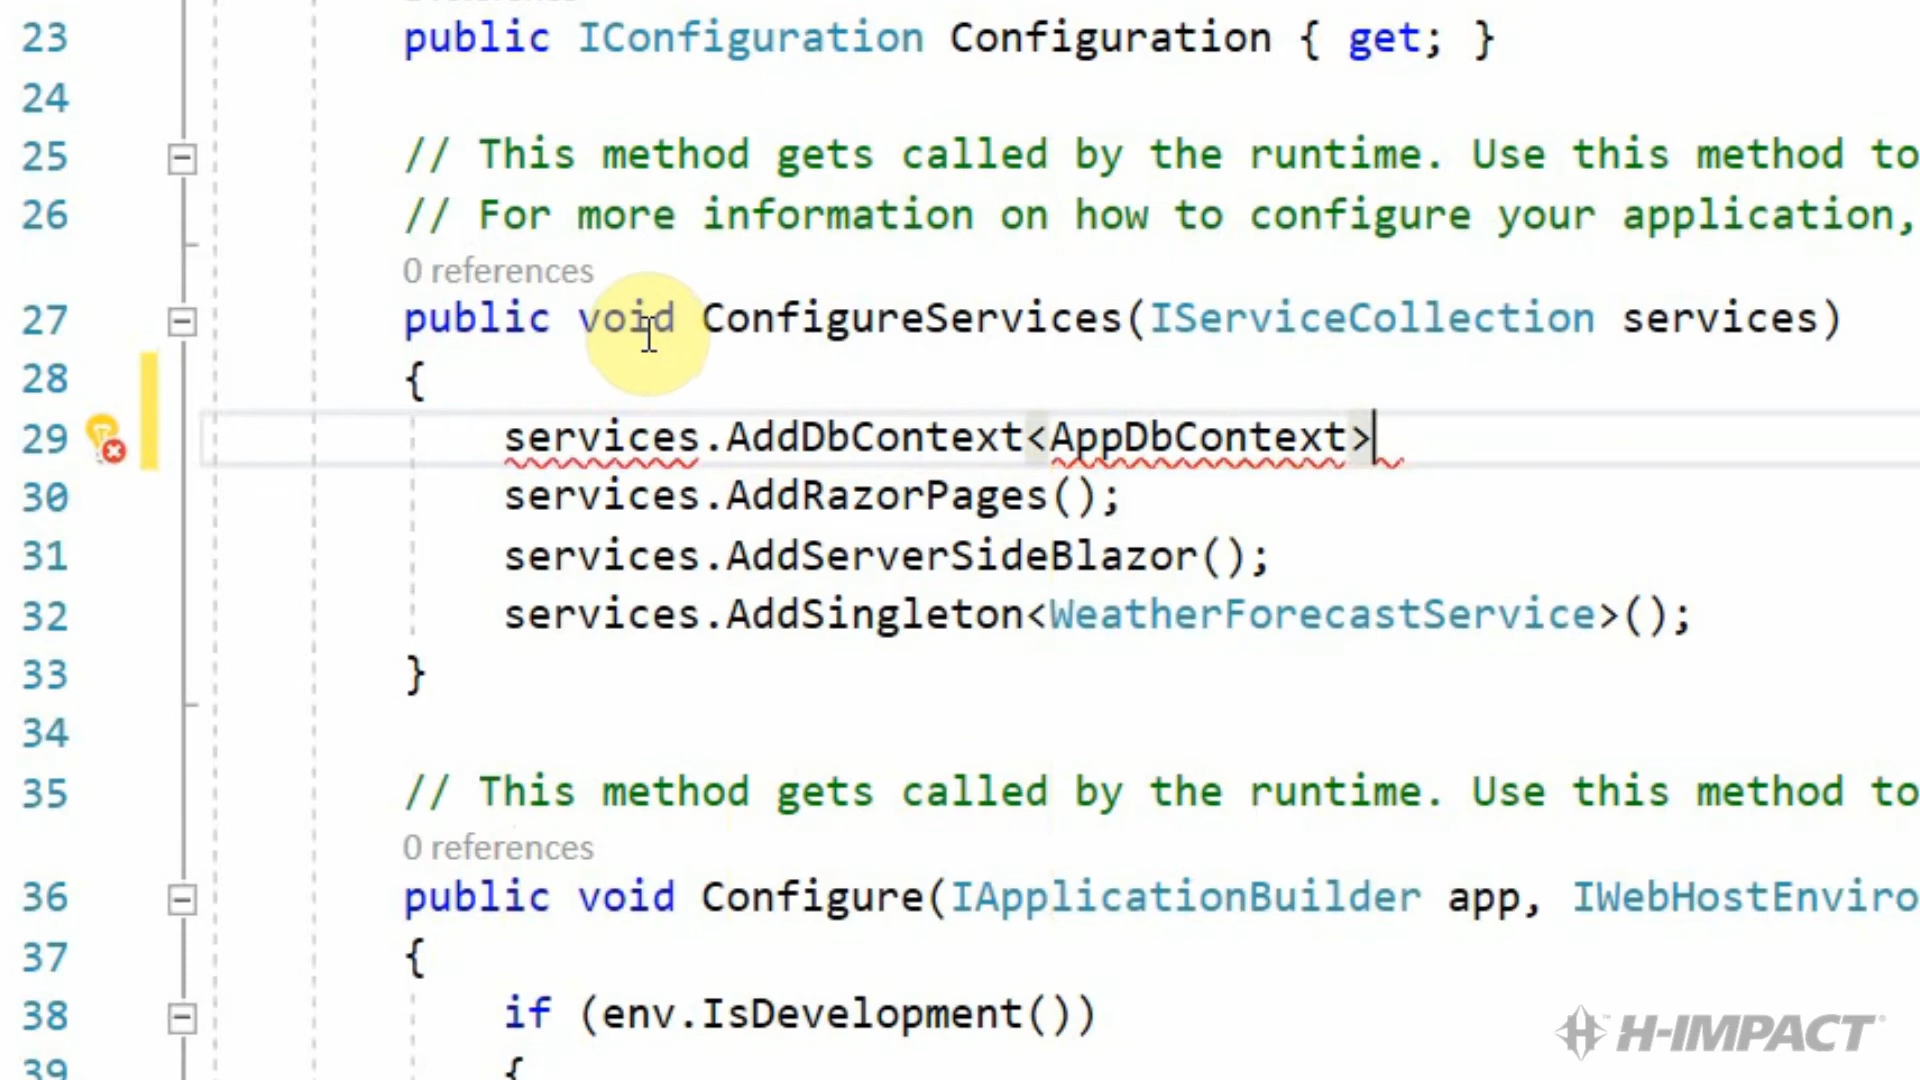 23 public IConfiguration Configuration { get; }
24
25 // This method gets called by the runtime. Use this method to
26 // For more information on how to configure your application,
0 references
27 public void ConfigureServices(IServiceCollection services)
28 {
29 services.AddDbContext<AppDbContext>
30 services.AddRazorPages();
31 services.AddServerSideBlazor();
32 services.AddSingleton<WeatherForecastService>();
33 }
34
35 // This method gets called by the runtime. Use this method to
0 references
36 public void Configure(IApplicationBuilder app, IWebHostEnviro
37 {
38 if (env.IsDevelopment())
39 {
H-IMPACT